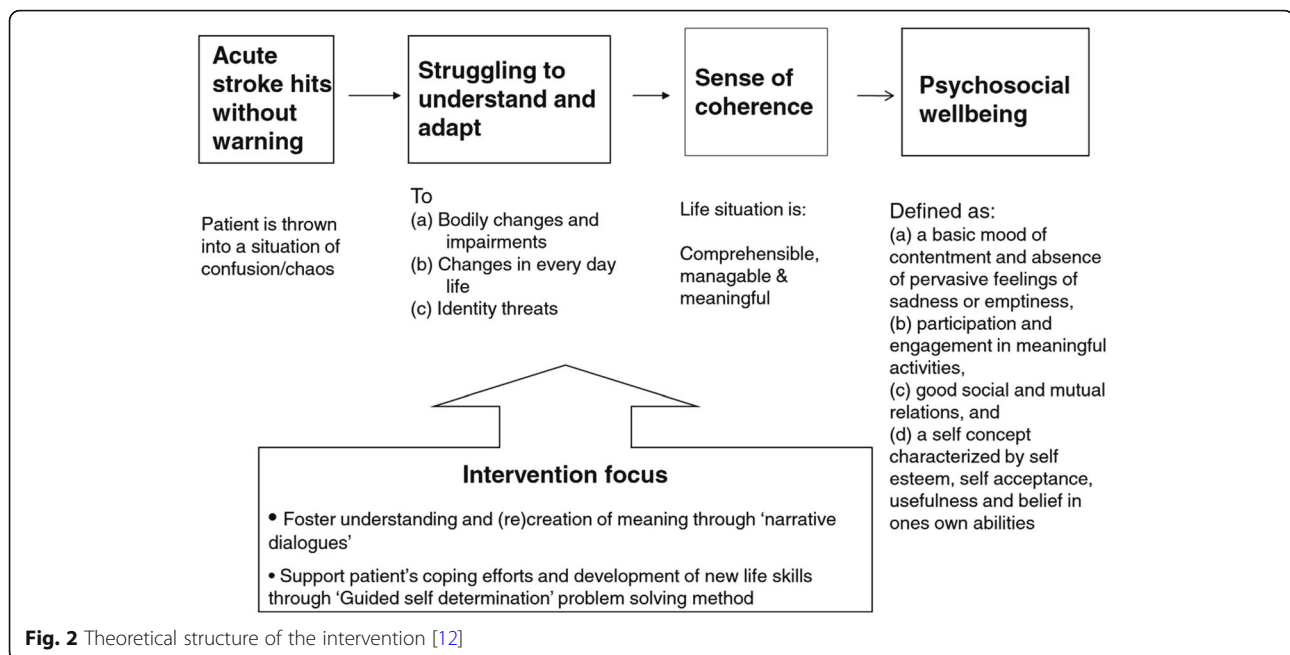 Acute
stroke hits
without
warning
Struggling to
understand and
adapt
Sense of
coherence
Psychosocial
wellbeing
Patient is thrown
into a situation of
confusion/chaos
To
(a) Bodily changes and
impairments
(b) Changes in every day
life
(c) Identity threats
Life situation is:
Comprehensible,
managable &
meaningful
Defined as:
(a) a basic mood of
contentment and absence
of pervasive feelings of
sadness or emptiness,
(b) participation and
engagement in meaningful
activities,
(c) good social and mutual
relations, and
(d) a self concept
characterized by self
esteem, self acceptance,
usefulness and belief in
ones own abilities
Intervention focus
• Foster understanding and (re)creation of meaning through ‘narrative
dialogues’
• Support patient’s coping efforts and development of new life skills
through ‘Guided self determination’ problem solving method
Fig. 2 Theoretical structure of the intervention [12]